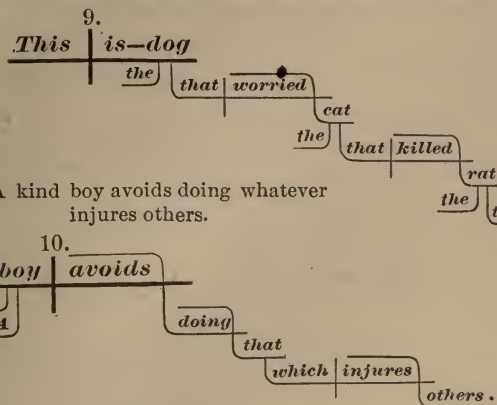 9.
This is–dog
the
that worried
cat
the
that killed
rat
the
A kind boy avoids doing whatever
injures others.
10.
boy avoids
A
doing
that
which injures
others.